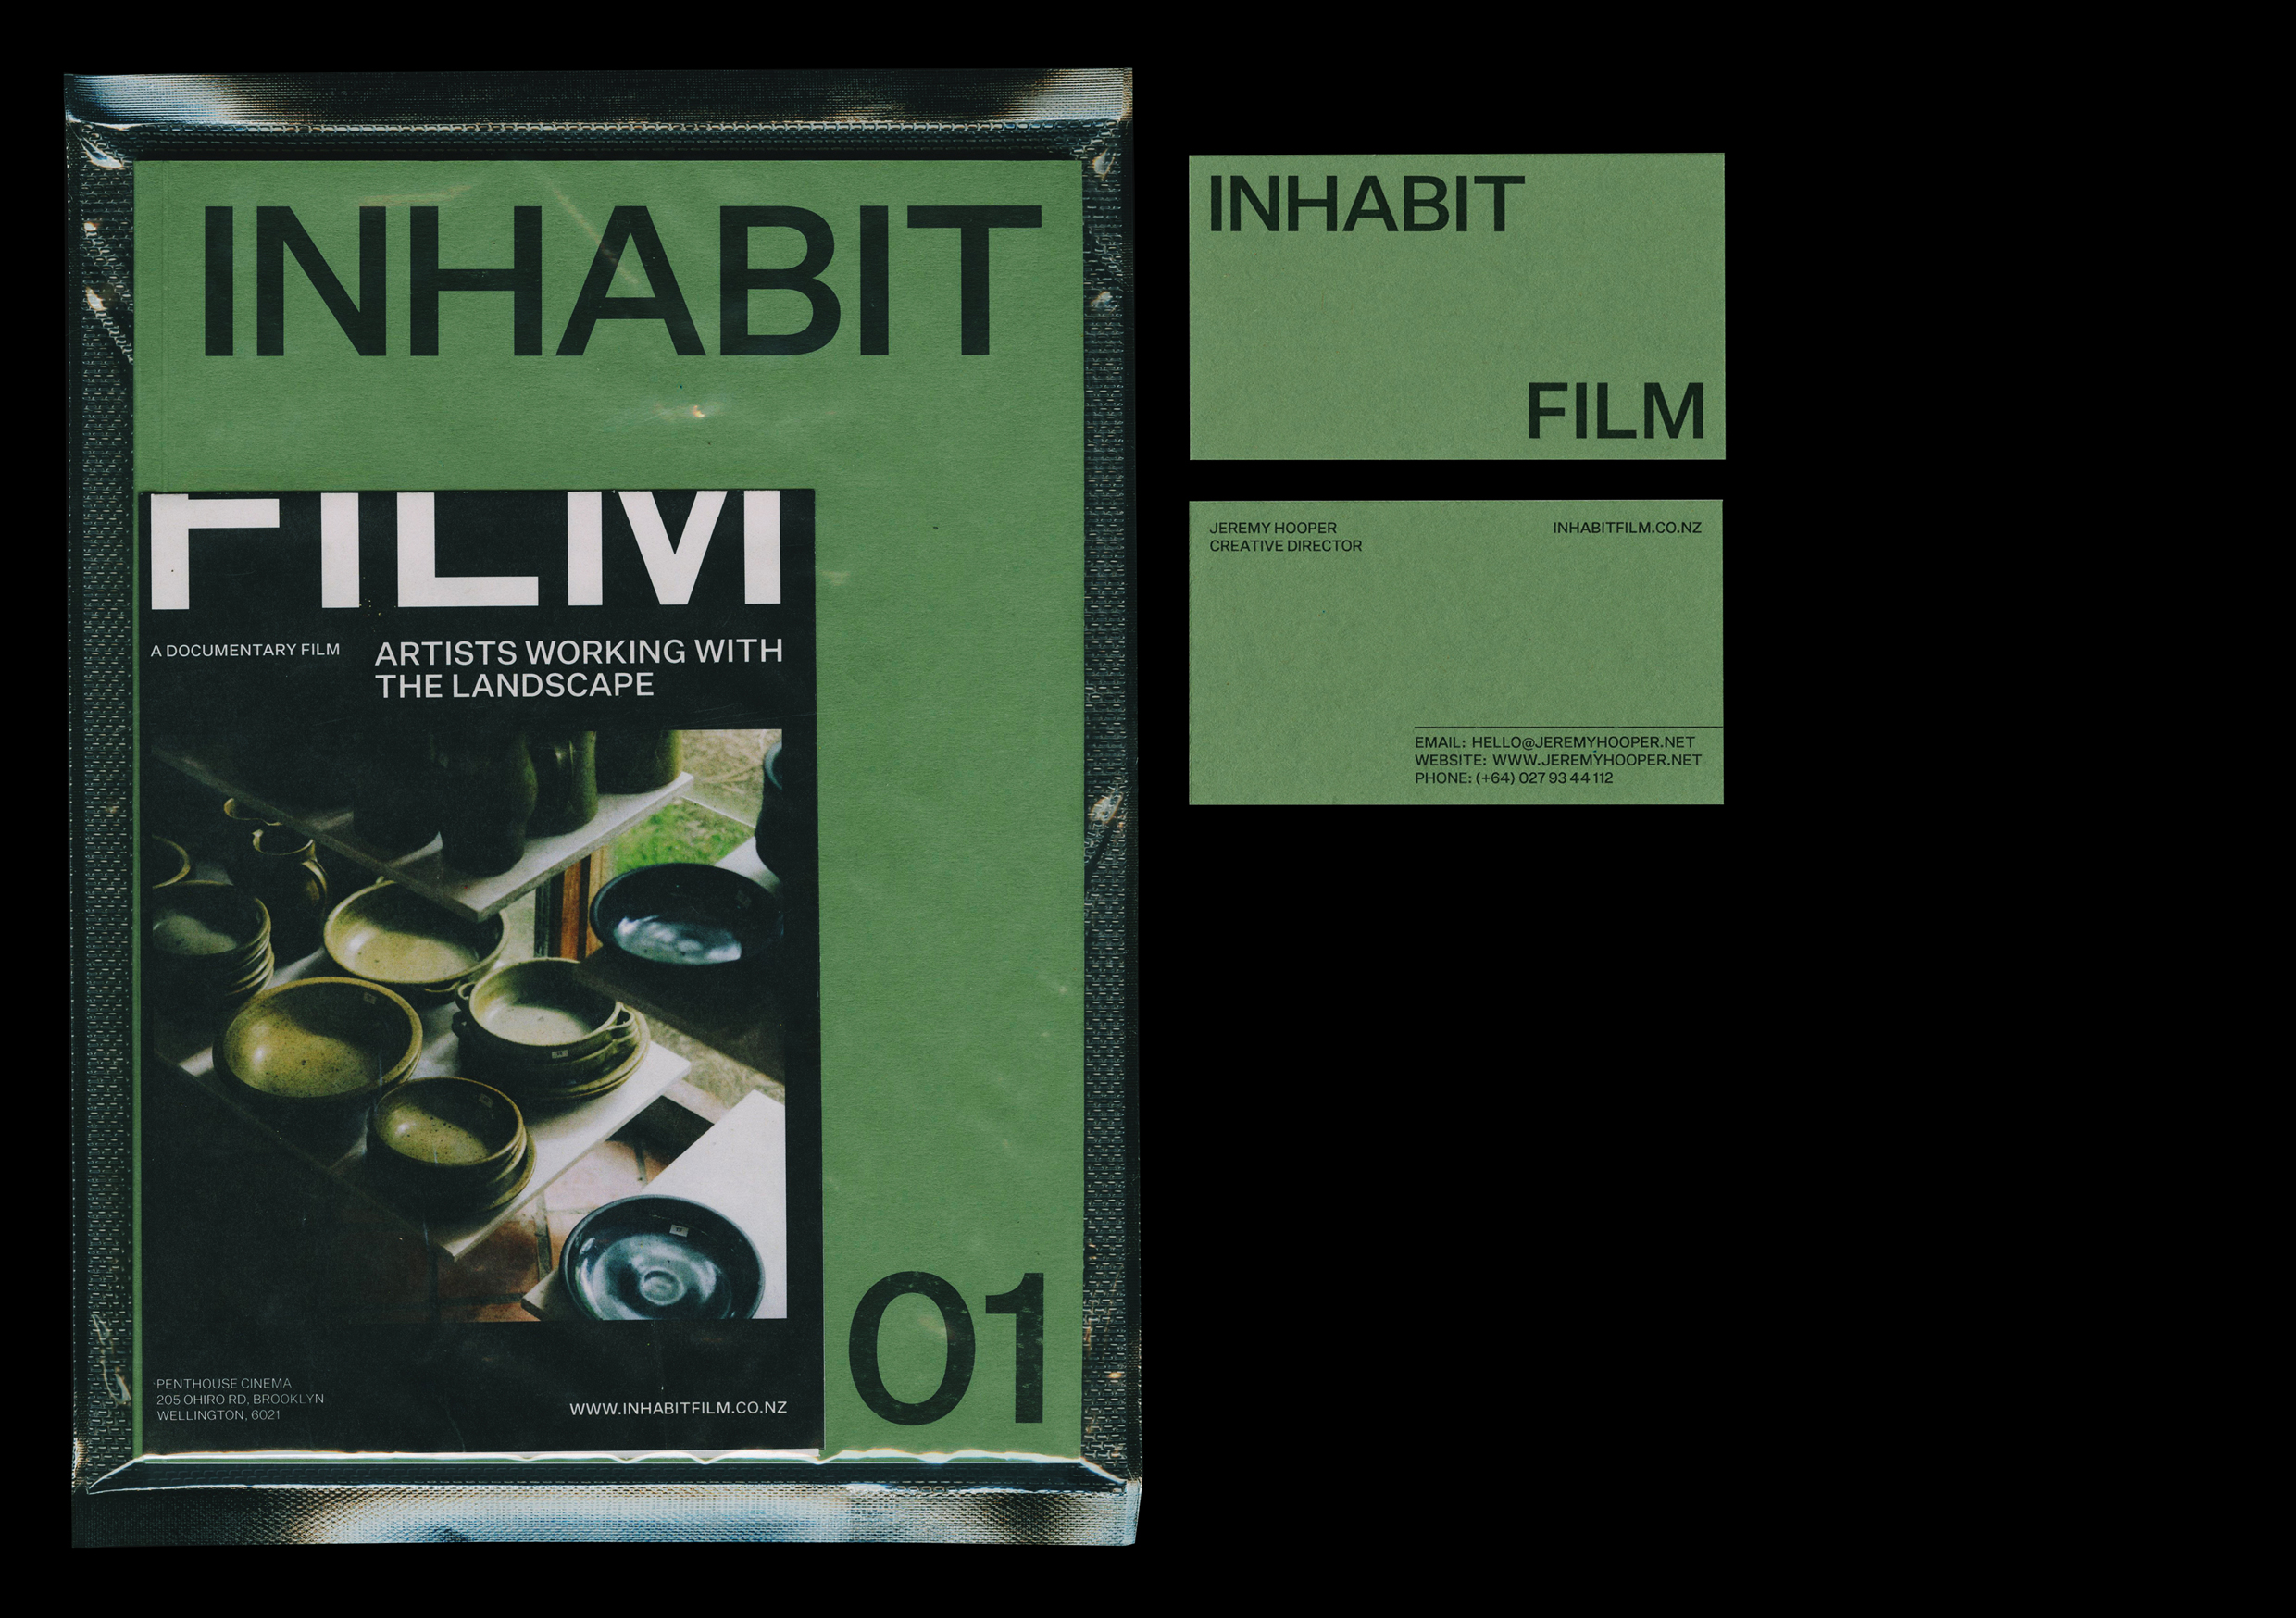 INHABIT
FILM
A DOCUMENTARY FILM
ARTISTS WORKING WITH
THE LANDSCAPE
PENTHOUSE CINEMA
205 OHIRO RD, BROOKLYN
WELLINGTON, 6021
WWW.INHABITFILM.CO.NZ
01
INHABIT
FILM
JEREMY HOOPER
CREATIVE DIRECTOR
INHABITFILM.CO.NZ
EMAIL: HELLO@JEREMYHOOPER.NET
WEBSITE: WWW.JEREMYHOOPER.NET
PHONE: (+64) 027 93 44 112